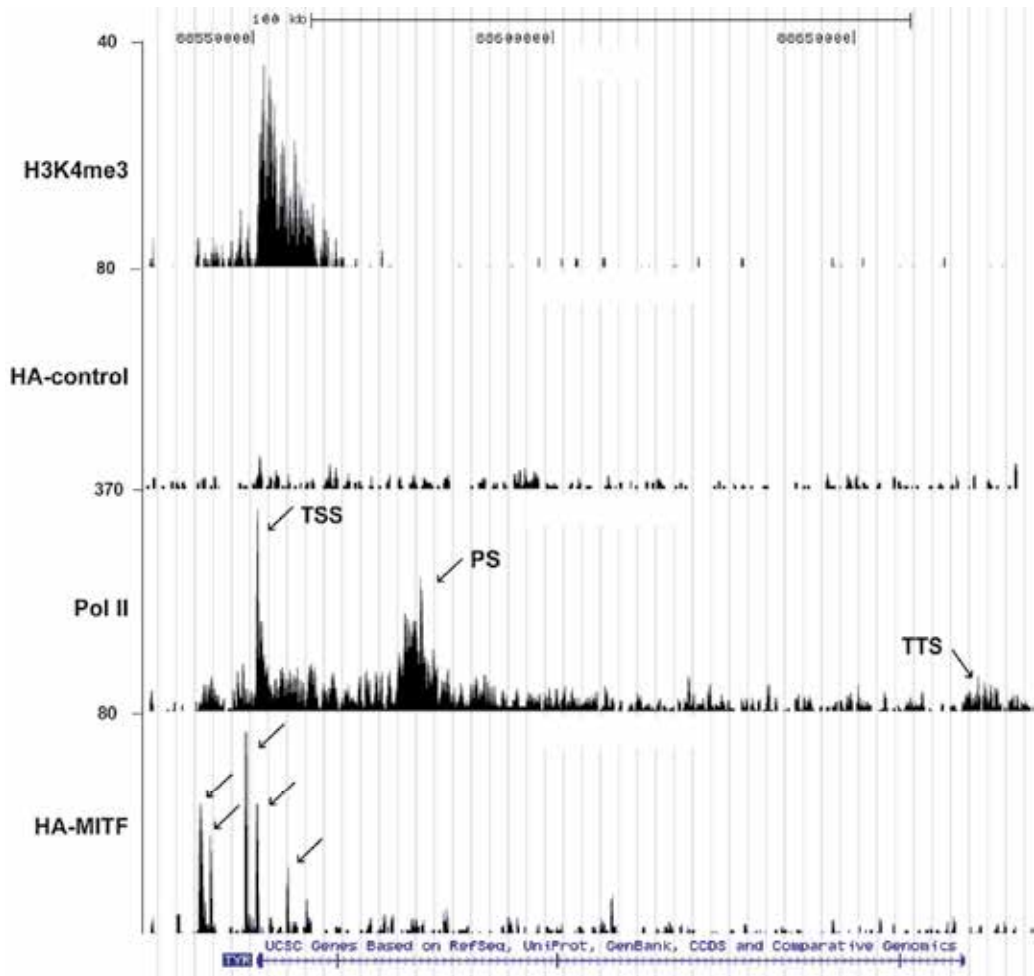 100 kb
88550000
88600000
88650000
40
H3K4me3
80
HA-control
370
TSS
PS
Pol II
TTS
80
HA-MITF
UCSC Genes Based on RefSeq, UniProt, GenBank, CCDS and Comparative Genomics
TYR